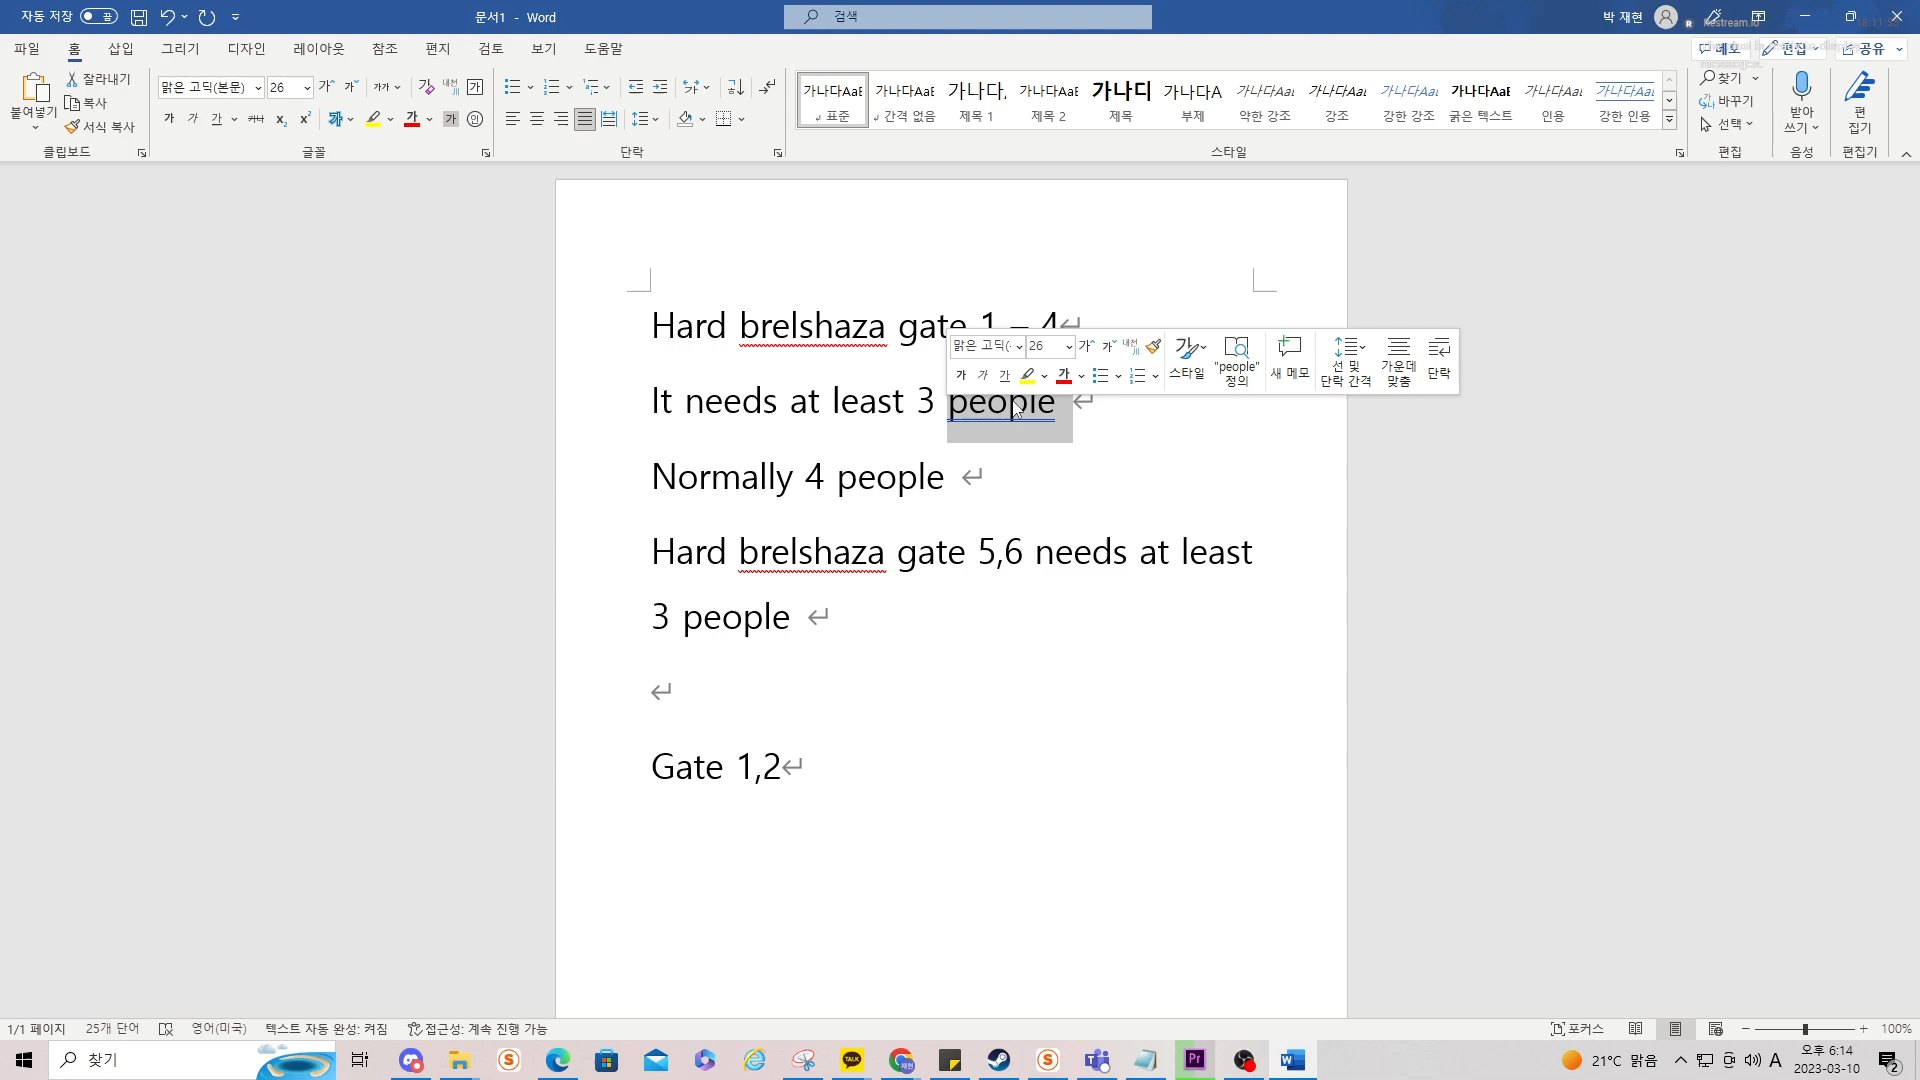 자동 저장 끔 문서1 - Word 검색 박 재현
파일 홈 삽입 그리기 디자인 레이아웃 참조 편지 검토 보기 도움말 메모 편집 공유
붙여넣기 잘라내기 복사 서식 복사 클립보드
맑은 고딕(본문) 26 글꼴
단락
가나다AaE 가나다AaE 가나다, 가나다AaE 가나디 가나다A 가나다AaE 가나다AaE 가나다AaE 가나다AaE 가나다AaE 가나다AaE
표준 간격 없음 제목 1 제목 2 제목 부제 약한 강조 강조 강한 강조 굵은 텍스트 인용 강한 인용
스타일
찾기 바꾸기 선택 편집
받아쓰기 음성
편집기 편집기
Hard brelshaza gate 1 – 4
맑은 고딕(- 26 스타일 "people" 정의 새 메모 선 및 단락 간격 가운데 맞춤 단락
It needs at least 3 people
Normally 4 people
Hard brelshaza gate 5,6 needs at least
3 people
Gate 1,2
1/1 페이지 25개 단어 영어(미국) 텍스트 자동 완성: 켜짐 접근성: 계속 진행 가능 포커스 100%
찾기 21°C 맑음 A 오후 6:14
2023-03-10
2